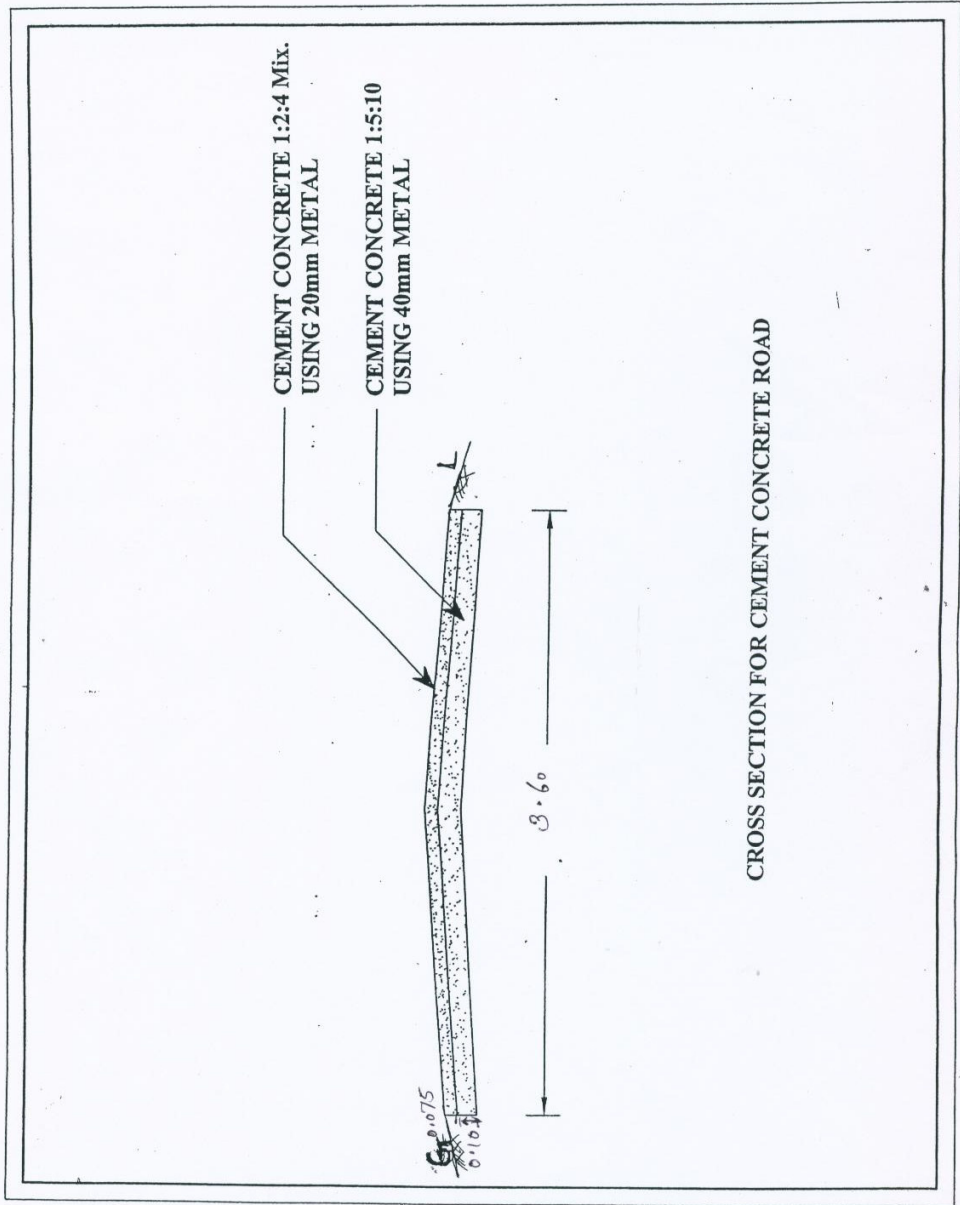 CEMENT CONCRETE 1:2:4 Mix.
USING 20mm METAL
CEMENT CONCRETE 1:5:10
USING 40mm METAL
G 0.075
L
0.10
3.60
CROSS SECTION FOR CEMENT CONCRETE ROAD